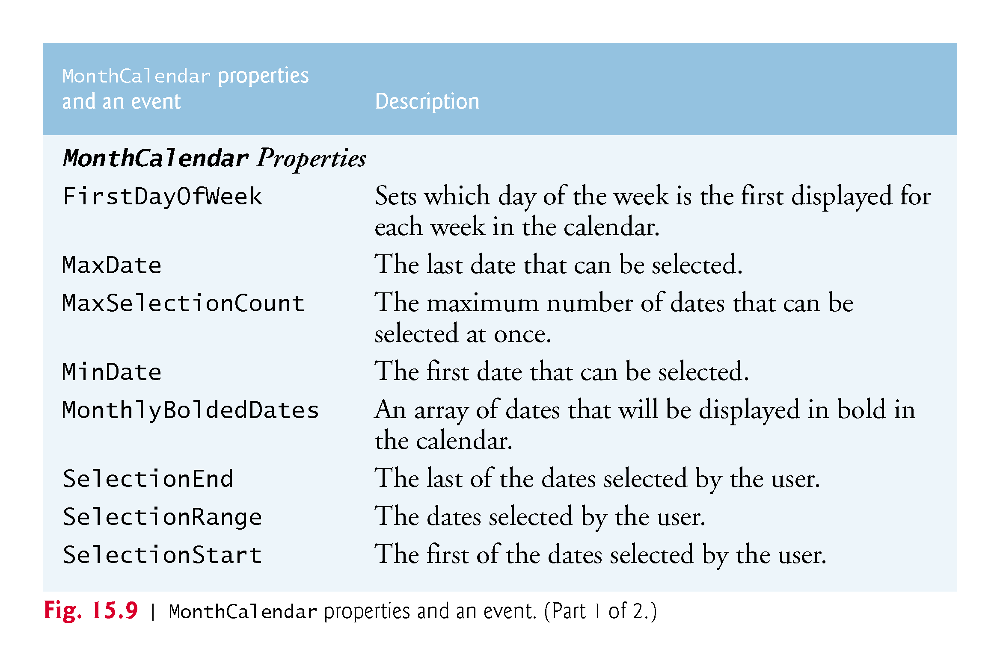 MonthCalendar properties
and an event Description
MonthCalendar Properties
FirstDayOfWeek Sets which day of the week is the first displayed for
each week in the calendar.
MaxDate The last date that can be selected.
MaxSelectionCount The maximum number of dates that can be
selected at once.
MinDate The first date that can be selected.
MonthlyBoldedDates An array of dates that will be displayed in bold in
the calendar.
SelectionEnd The last of the dates selected by the user.
SelectionRange The dates selected by the user.
SelectionStart The first of the dates selected by the user.
Fig. 15.9 | MonthCalendar properties and an event. (Part 1 of 2.)